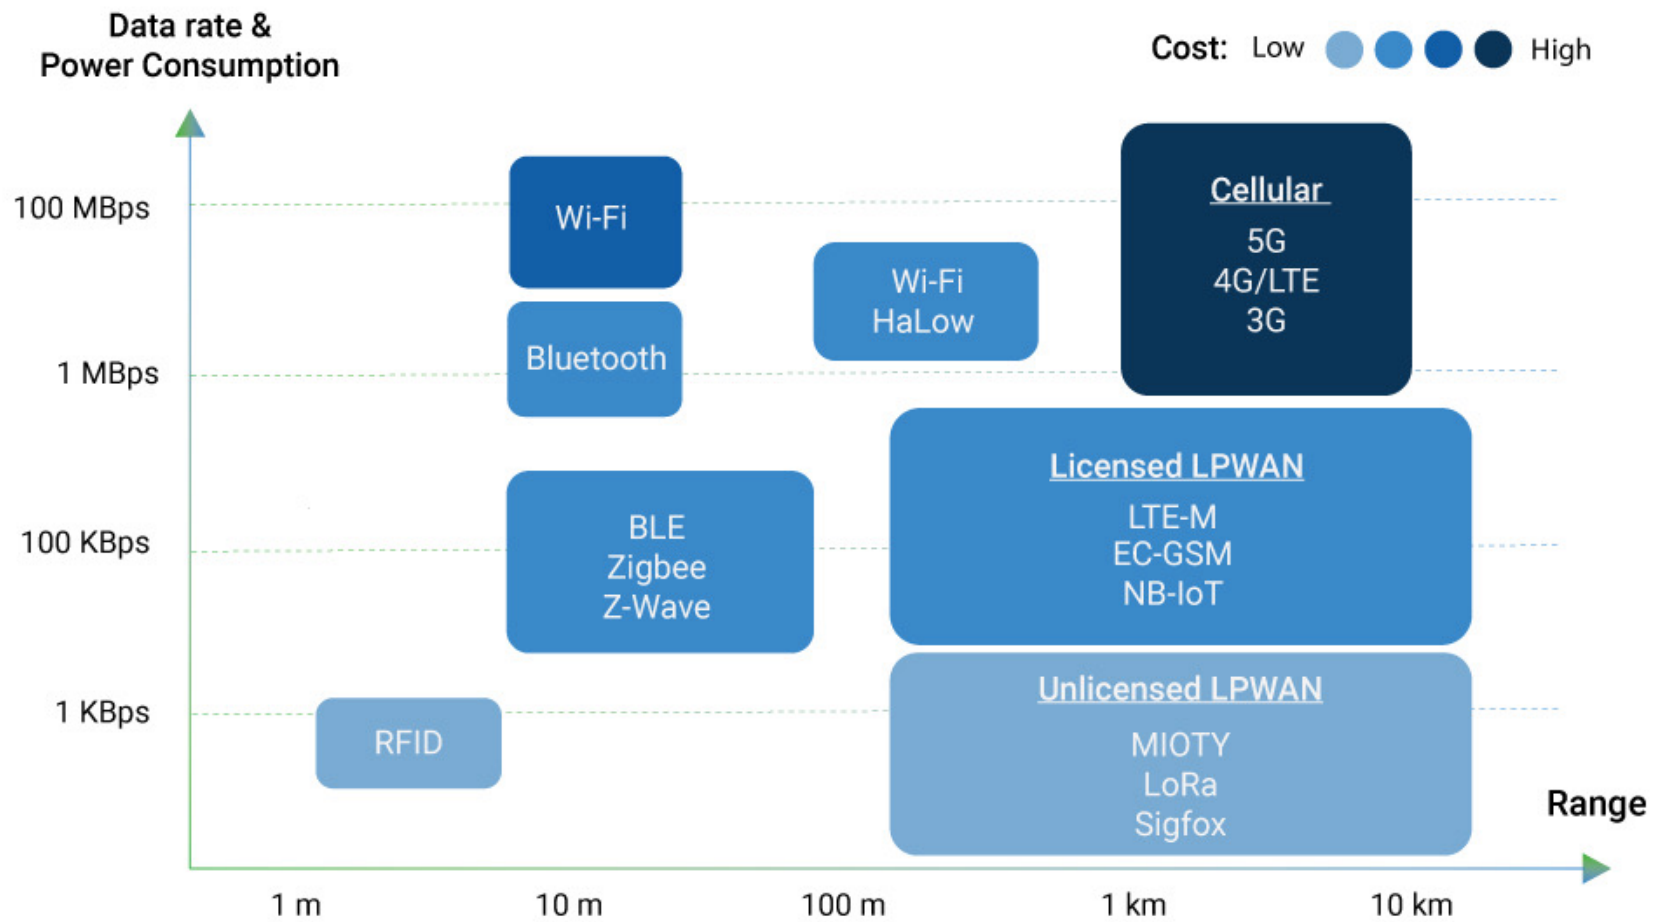 Data rate &
Power Consumption
Cost: Low High
100 MBps
1 MBps
100 KBps
1 KBps
Wi-Fi
Bluetooth
Wi-Fi
HaLow
Cellular
5G
4G/LTE
3G
BLE
Zigbee
Z-Wave
Licensed LPWAN
LTE-M
EC-GSM
NB-IoT
RFID
Unlicensed LPWAN
MIOTY
LoRa
Sigfox
Range
1 m
10 m
100 m
1 km
10 km